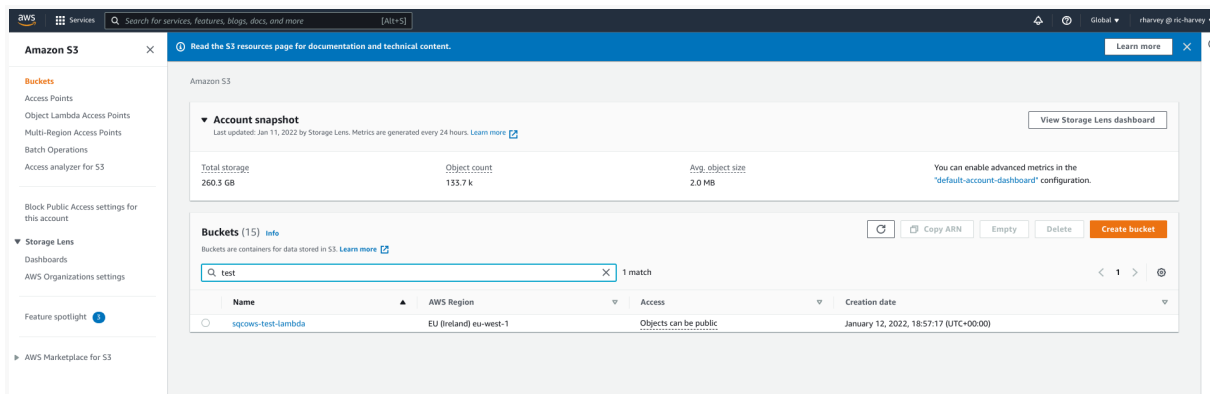 aws Services Search for services, features, blogs, docs, and more [Alt+S] Global rharvey @ ric-harvey
Amazon S3
Buckets
Access Points
Object Lambda Access Points
Multi-Region Access Points
Batch Operations
Access analyzer for S3
Block Public Access settings for
this account
Storage Lens
Dashboards
AWS Organizations settings
Feature spotlight 3
AWS Marketplace for S3
Read the S3 resources page for documentation and technical content. Learn more
Amazon S3
Account snapshot View Storage Lens dashboard
Last updated: Jan 11, 2022 by Storage Lens. Metrics are generated every 24 hours. Learn more
Total storage Object count Avg. object size You can enable advanced metrics in the
260.3 GB 133.7 k 2.0 MB "default-account-dashboard" configuration.
Buckets (15) Info Copy ARN Empty Delete Create bucket
Buckets are containers for data stored in S3. Learn more
test 1 match 1
Name AWS Region Access Creation date
sqcows-test-lambda EU (Ireland) eu-west-1 Objects can be public January 12, 2022, 18:57:17 (UTC+00:00)